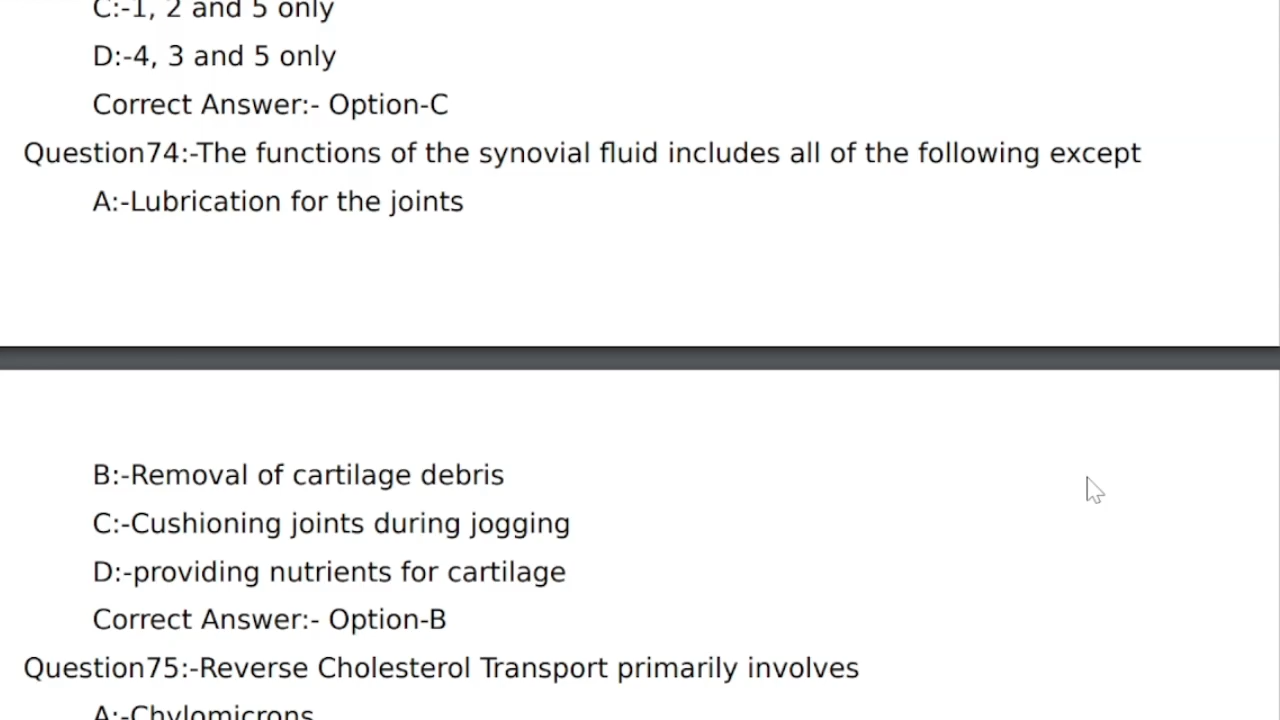 C:-1, 2 and 5 only
D:-4, 3 and 5 only
Correct Answer:- Option-C
Question74:-The functions of the synovial fluid includes all of the following except
A:-Lubrication for the joints
B:-Removal of cartilage debris
C:-Cushioning joints during jogging
D:-providing nutrients for cartilage
Correct Answer:- Option-B
Question75:-Reverse Cholesterol Transport primarily involves
A:-Chylomicrons